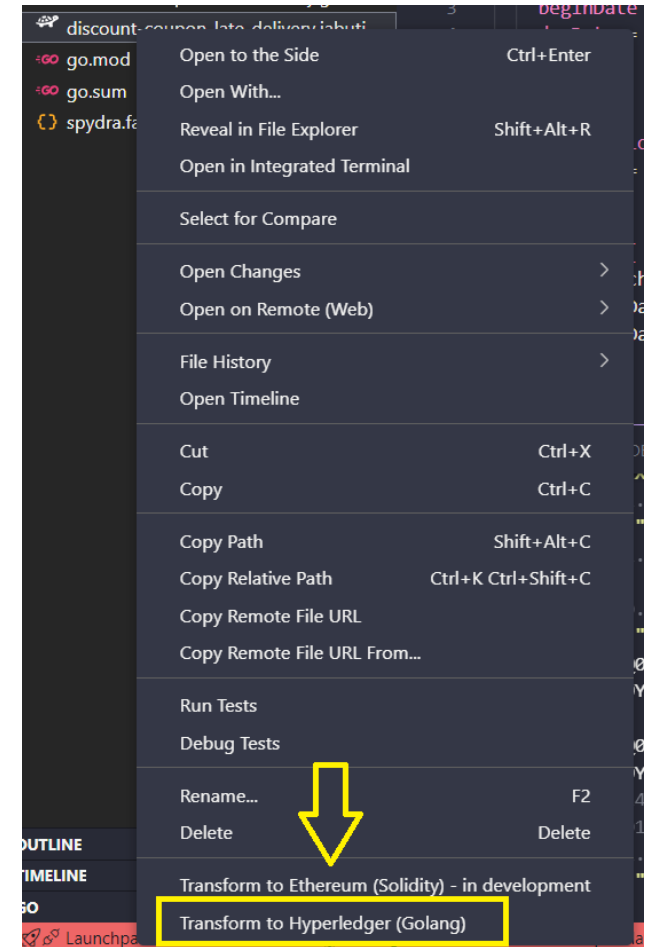 discount-coupon-late-delivery.jabuti
go.mod
go.sum
spydra.fa
3
beginDate
Open to the Side Ctrl+Enter
Open With...
Reveal in File Explorer Shift+Alt+R
Open in Integrated Terminal
Select for Compare
Open Changes
Open on Remote (Web)
File History
Open Timeline
Cut Ctrl+X
Copy Ctrl+C
Copy Path Shift+Alt+C
Copy Relative Path Ctrl+K Ctrl+Shift+C
Copy Remote File URL
Copy Remote File URL From...
Run Tests
Debug Tests
Rename... F2
Delete Delete
Transform to Ethereum (Solidity) - in development
Transform to Hyperledger (Golang)
OUTLINE
TIMELINE
GO
Launchpa